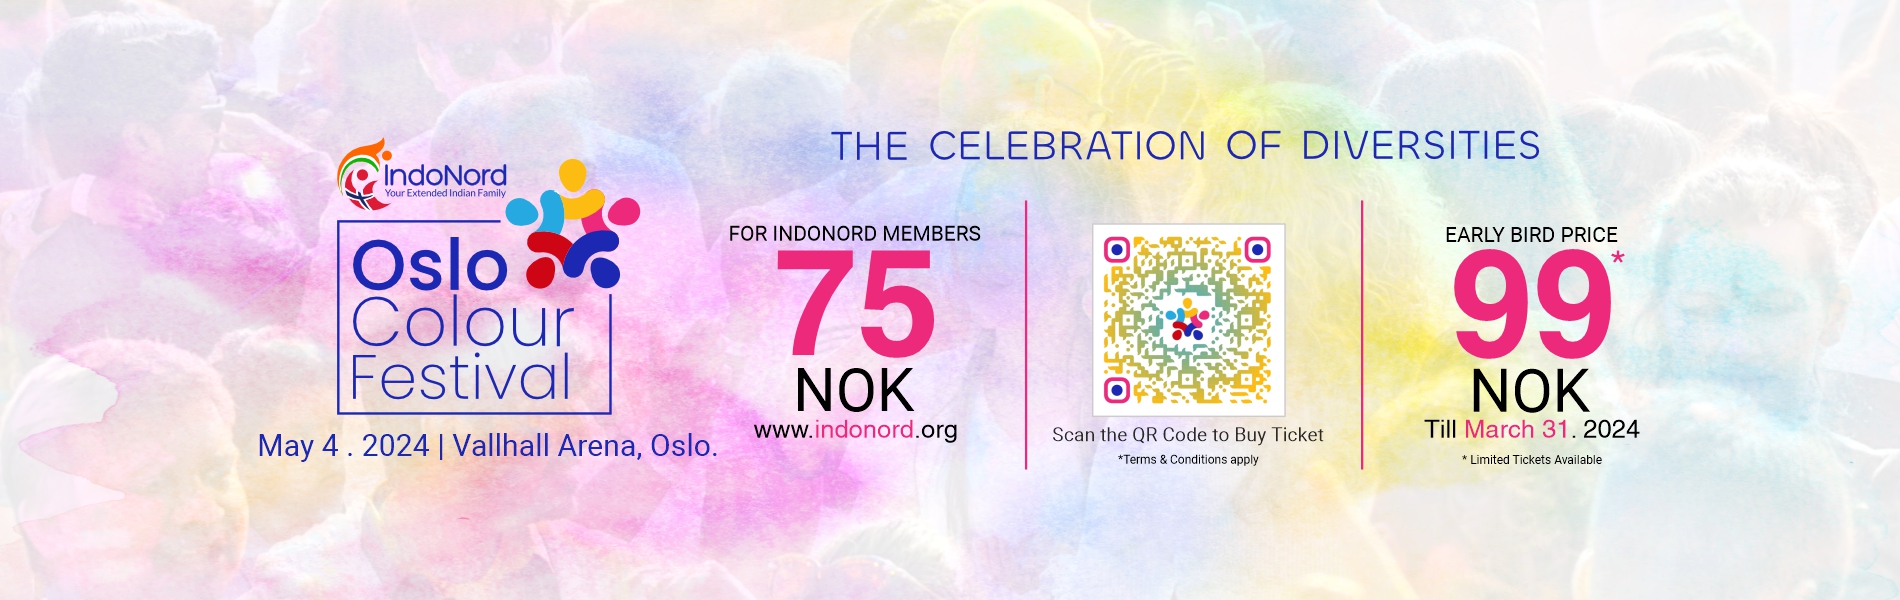 THE CELEBRATION OF DIVERSITIES
IndoNord
Your Extended Indian Family
Oslo
Colour
Festival
May 4 . 2024 | Vallhall Arena, Oslo.
FOR INDONORD MEMBERS
75
NOK
www.indonord.org
Scan the QR Code to Buy Ticket
*Terms & Conditions apply
EARLY BIRD PRICE
99*
NOK
Till March 31. 2024
* Limited Tickets Available